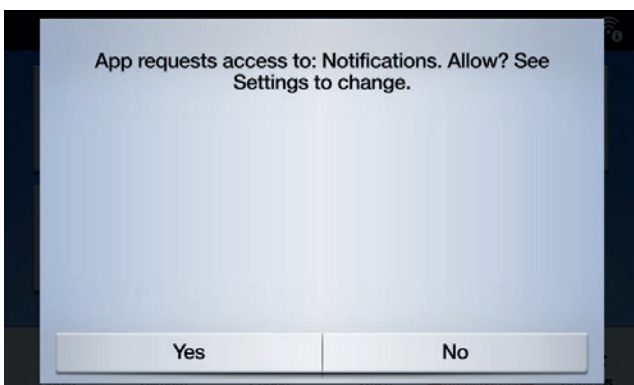 App requests access to: Notifications. Allow? See
Settings to change.
Yes
No